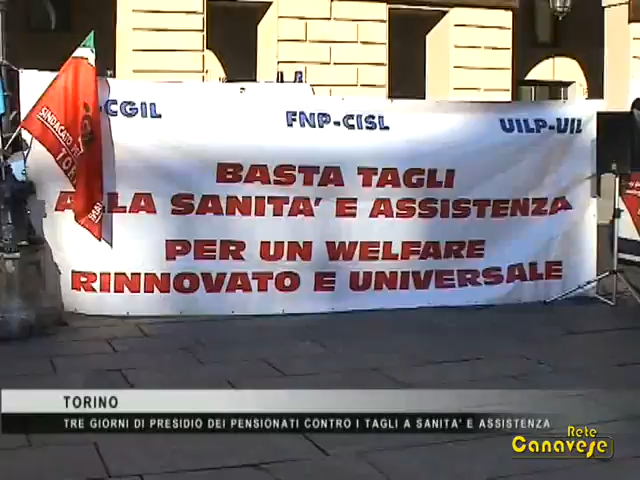 -CGIL
FNP-CISL
UILP-UIL
BASTA TAGLI
LA SANITA' E ASSISTENZA
PER UN WELFARE
RINNOVATO E UNIVERSALE
SINDACATO
TORINO
TRE GIORNI DI PRESIDIO DEI PENSIONATI CONTRO I TAGLI A SANITA' E ASSISTENZA
Rete
Canavese